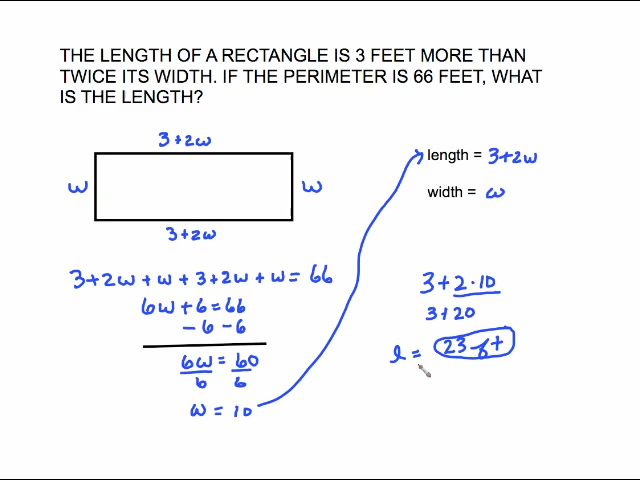 THE LENGTH OF A RECTANGLE IS 3 FEET MORE THAN
TWICE ITS WIDTH. IF THE PERIMETER IS 66 FEET, WHAT
IS THE LENGTH?
3+2w
w
w
3+2w
length = 3+2w
width = w
3+2w+w+3+2w+w=66
6w+6=66
-6 -6
6w = 60
6 6
w = 10
3+2·10
3+20
l = 23 ft